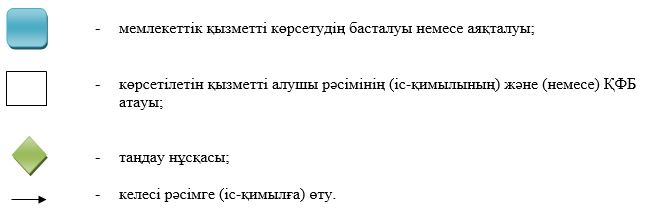 - мемлекеттік қызметті көрсетудің басталуы немесе аяқталуы;
- көрсетілетін қызметті алушы рәсімінің (іс-қимылының) және (немесе) ҚФБ
атауы;
- таңдау нұсқасы;
- келесі рәсімге (іс-қимылға) өту.